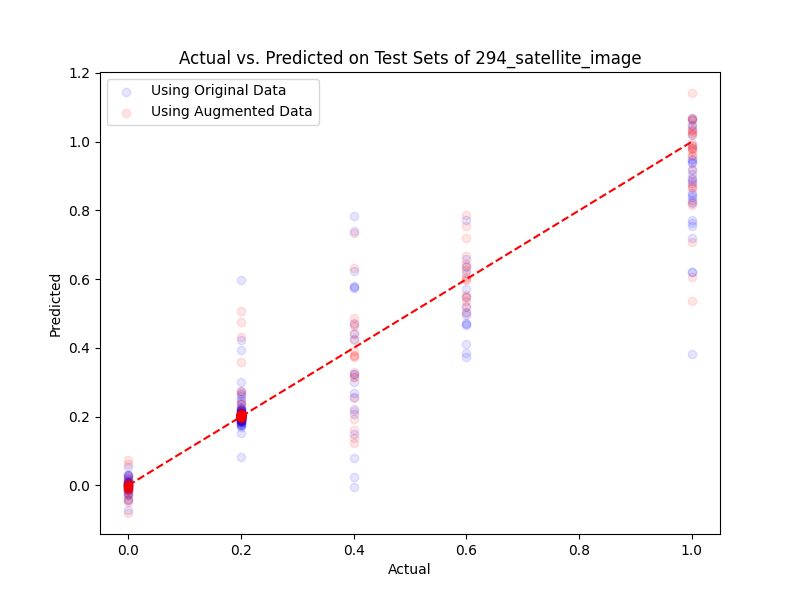 Actual vs. Predicted on Test Sets of 294_satellite_image
Using Original Data
Using Augmented Data
1.2
1.0
0.8
0.6
0.4
0.2
0.0
Predicted
0.0 0.2 0.4 0.6 0.8 1.0
Actual